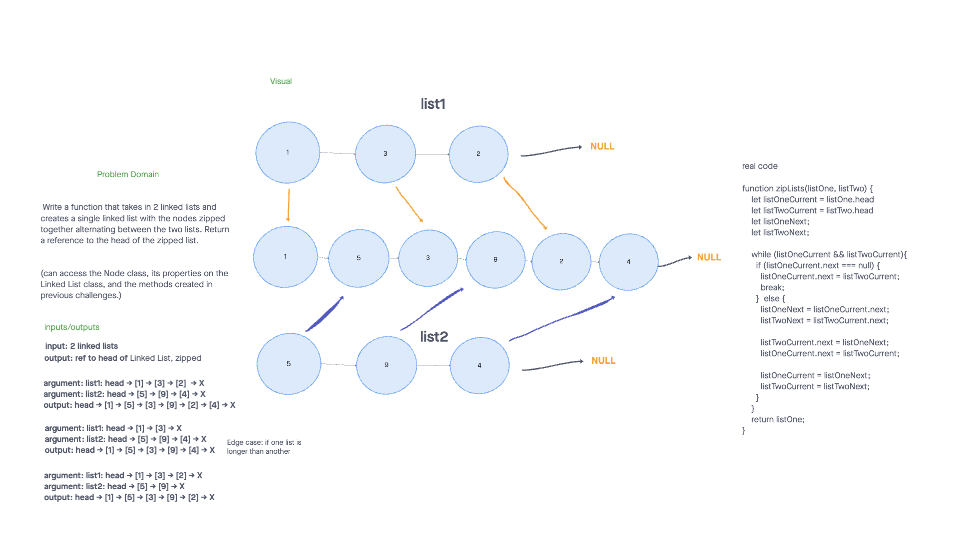 Visual
list1
1
3
2
NULL
Problem Domain
Write a function that takes in 2 linked lists and
creates a single linked list with the nodes zipped
together alternating between the two lists. Return
a reference to the head of the zipped list.
(can access the Node class, its properties on the
Linked List class, and the methods created in
previous challenges.)
inputs/outputs
input: 2 linked lists
output: ref to head of Linked List, zipped
argument: list1: head → [1] → [3] → [2] → X
argument: list2: head → [5] → [9] → [4] → X
output: head → [1] → [5] → [3] → [9] → [2] → [4] → X
argument: list1: head → [1] → [3] → X
argument: list2: head → [5] → [9] → [4] → X
output: head → [1] → [5] → [3] → [9] → [4] → X
Edge case: if one list is
longer than another
argument: list1: head → [1] → [3] → [2] → X
argument: list2: head → [5] → [9] → X
output: head → [1] → [5] → [3] → [9] → [2] → X
1
5
3
9
2
4
NULL
list2
5
9
4
NULL
real code
function zipLists(listOne, listTwo) {
let listOneCurrent = listOne.head
let listTwoCurrent = listTwo.head
let listOneNext;
let listTwoNext;
while (listOneCurrent && listTwoCurrent){
if (listOneCurrent.next === null) {
listOneCurrent.next = listTwoCurrent;
break;
} else {
listOneNext = listOneCurrent.next;
listTwoNext = listTwoCurrent.next;
listTwoCurrent.next = listOneNext;
listOneCurrent.next = listTwoCurrent;
listOneCurrent = listOneNext;
listTwoCurrent = listTwoNext;
}
}
return listOne;
}